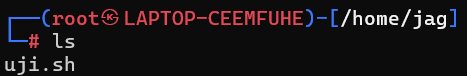 ┌──(root㉿LAPTOP-CEEMFUHE)-[/home/jag]
└─# ls
uji.sh